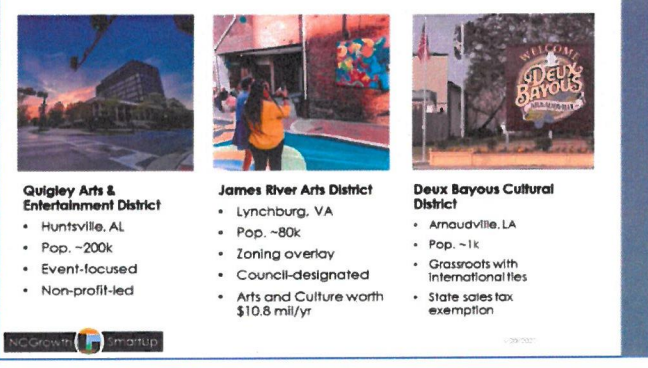 WELCOME
DEUX
BAYOUS
Quigley Arts &
Entertainment District
• Huntsville, AL
• Pop. ~200k
• Event-focused
• Non-profit-led
James River Arts District
• Lynchburg, VA
• Pop. ~80k
• Zoning overlay
• Council-designated
• Arts and Culture worth
$10.8 mil/yr
Deux Bayous Cultural
District
• Arnaudville, LA
• Pop. ~1k
• Grassroots with
international ties
• State sales tax
exemption
NCGrowth SmartUp